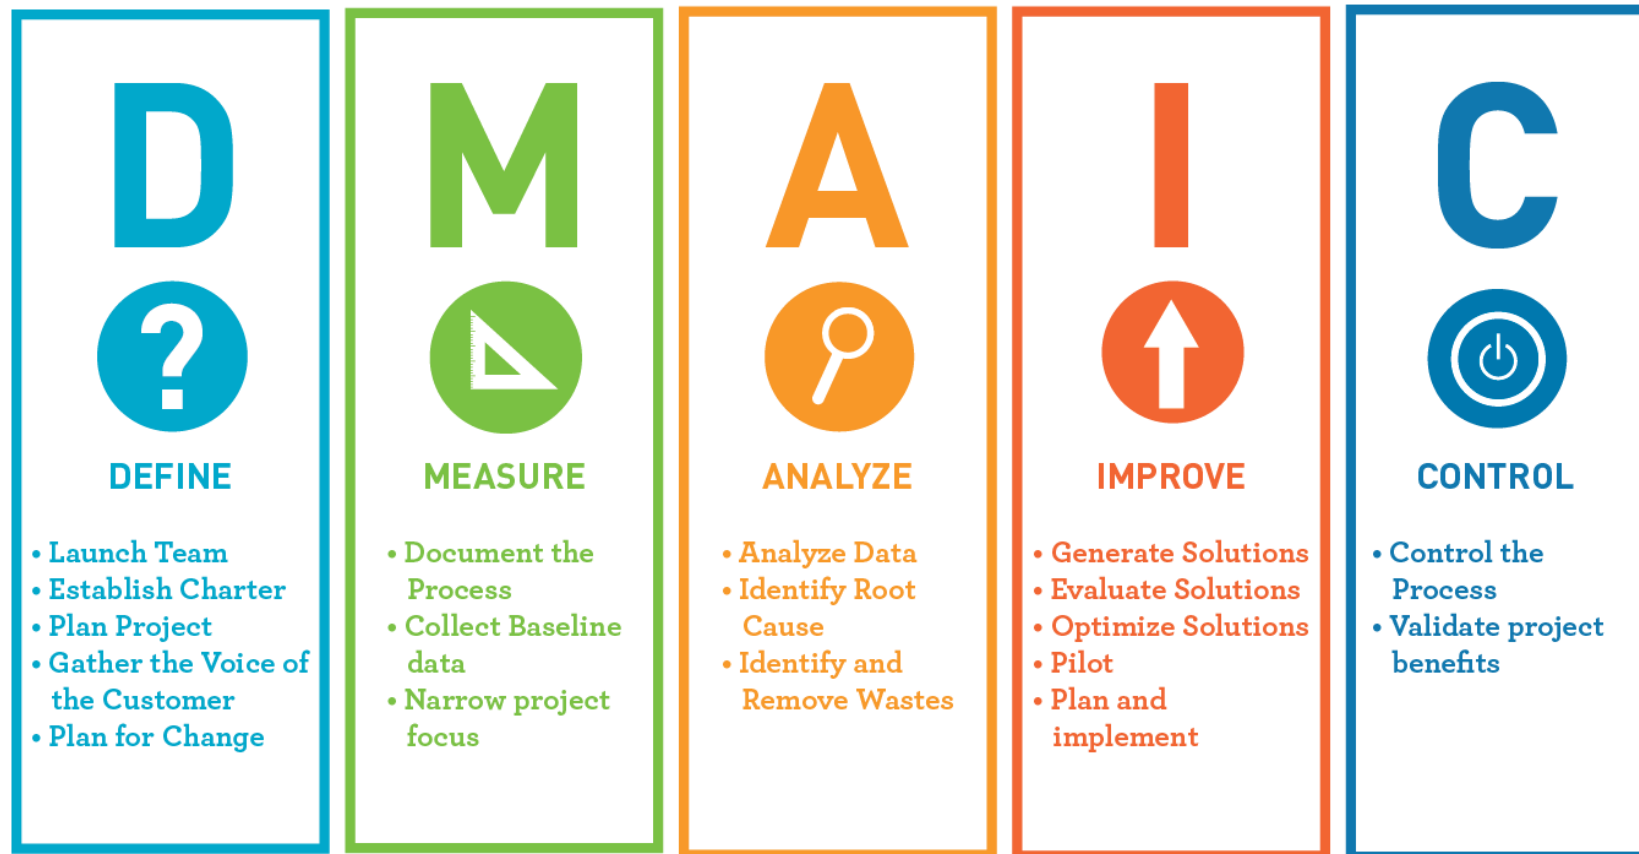 D
DEFINE
• Launch Team
• Establish Charter
• Plan Project
• Gather the Voice of
the Customer
• Plan for Change
M
MEASURE
• Document the
Process
• Collect Baseline
data
• Narrow project
focus
A
ANALYZE
• Analyze Data
• Identify Root
Cause
• Identify and
Remove Wastes
I
IMPROVE
• Generate Solutions
• Evaluate Solutions
• Optimize Solutions
• Pilot
• Plan and
implement
C
CONTROL
• Control the
Process
• Validate project
benefits